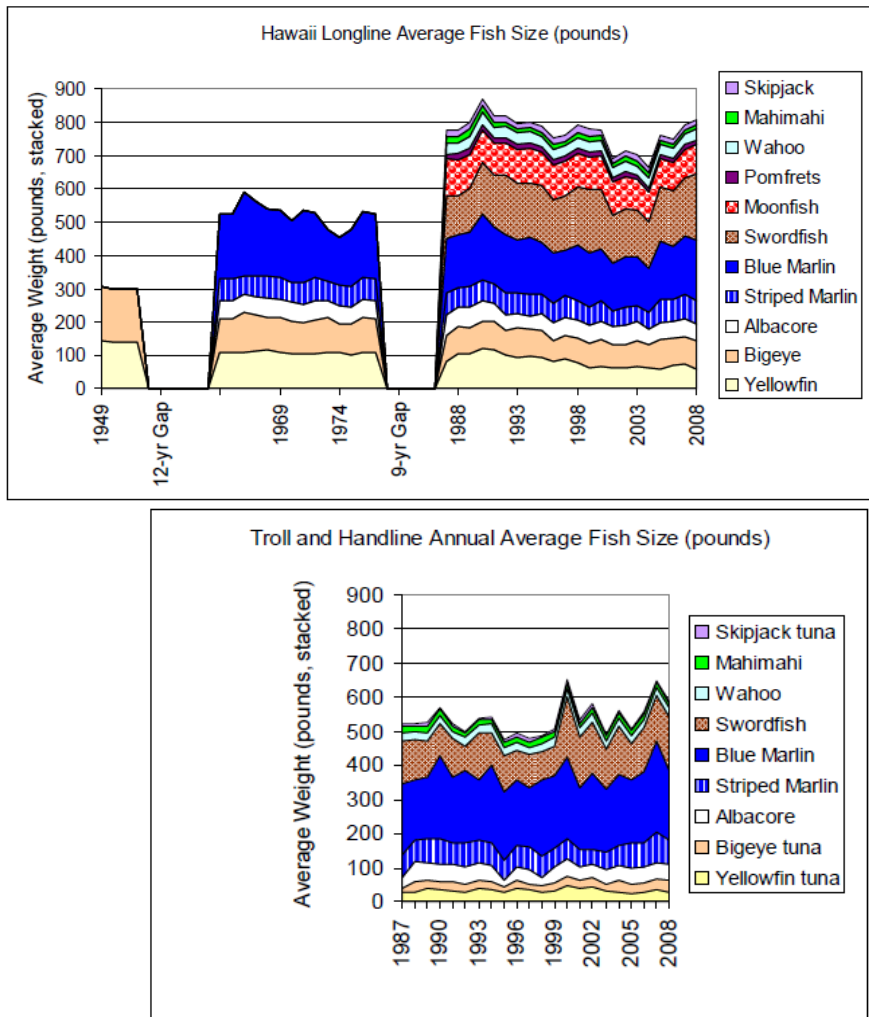 Hawaii Longline Average Fish Size (pounds)
Average Weight (pounds, stacked)
900
800
700
600
500
400
300
200
100
0
1949
12-yr Gap
1969
1974
9-yr Gap
1988
1993
1998
2003
2008
Skipjack
Mahimahi
Wahoo
Pomfrets
Moonfish
Swordfish
Blue Marlin
Striped Marlin
Albacore
Bigeye
Yellowfin
Troll and Handline Annual Average Fish Size (pounds)
Average Weight (pounds, stacked)
900
800
700
600
500
400
300
200
100
0
1987
1990
1993
1996
1999
2002
2005
2008
Skipjack tuna
Mahimahi
Wahoo
Swordfish
Blue Marlin
Striped Marlin
Albacore
Bigeye tuna
Yellowfin tuna